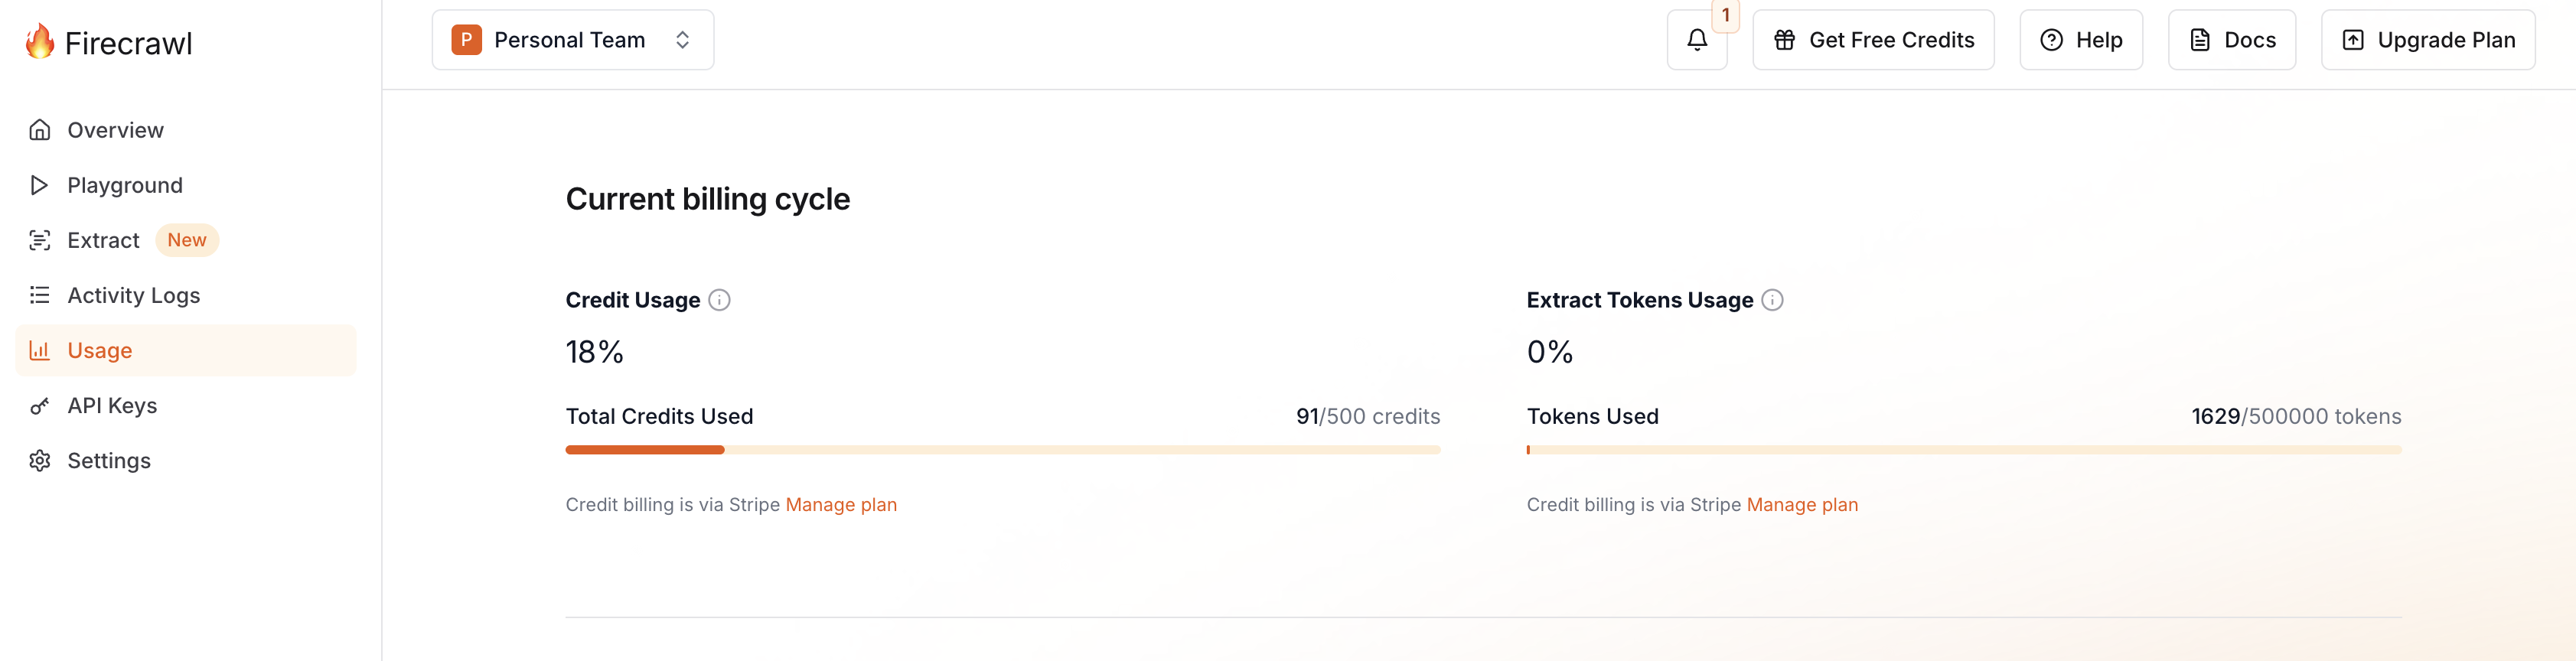 Firecrawl
P Personal Team
1
Get Free Credits
Help
Docs
Upgrade Plan
Overview
Playground
Extract New
Activity Logs
Usage
API Keys
Settings
Current billing cycle
Credit Usage
18%
Total Credits Used 91/500 credits
Credit billing is via Stripe Manage plan
Extract Tokens Usage
0%
Tokens Used 1629/500000 tokens
Credit billing is via Stripe Manage plan